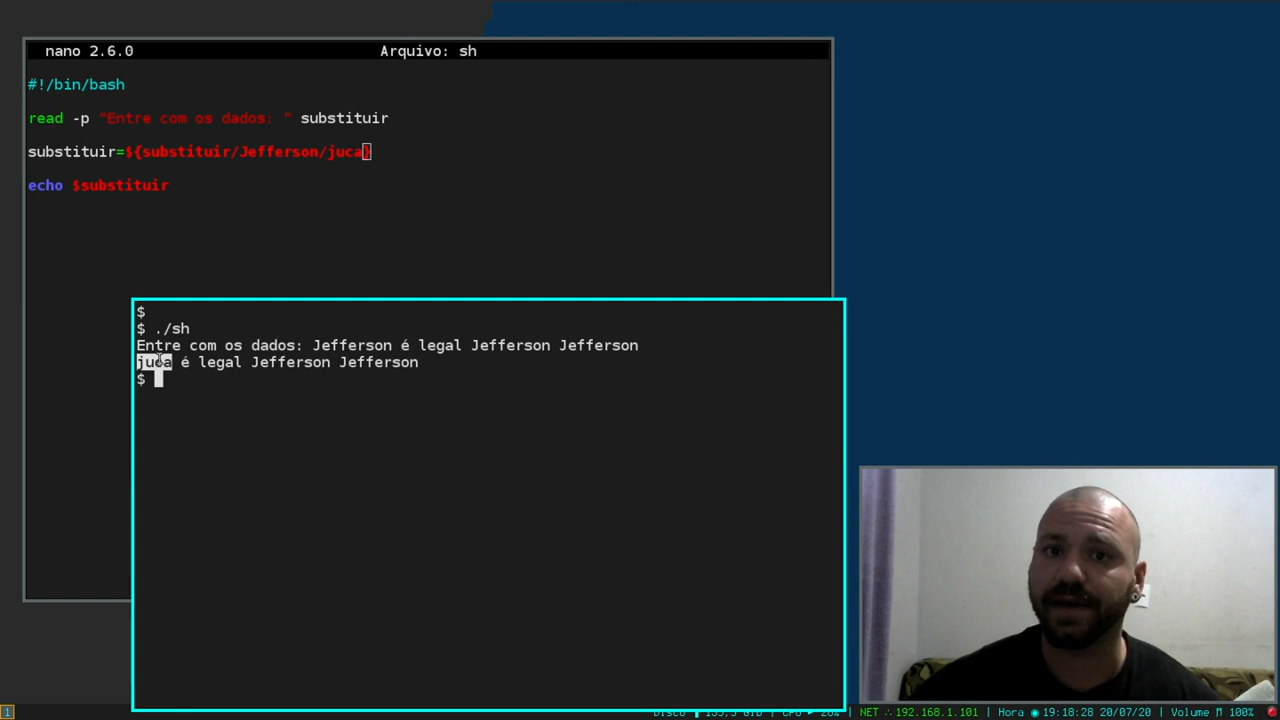 nano 2.6.0 Arquivo: sh
#!/bin/bash
read -p "Entre com os dados: " substituir
substituir=${substituir/Jefferson/juca}
echo $substituir
$
$ ./sh
Entre com os dados: Jefferson é legal Jefferson Jefferson
juca é legal Jefferson Jefferson
$
1 NET ∴ 192.168.1.101 | Hora ◉ 19:18:28 20/07/20 | Volume 100%